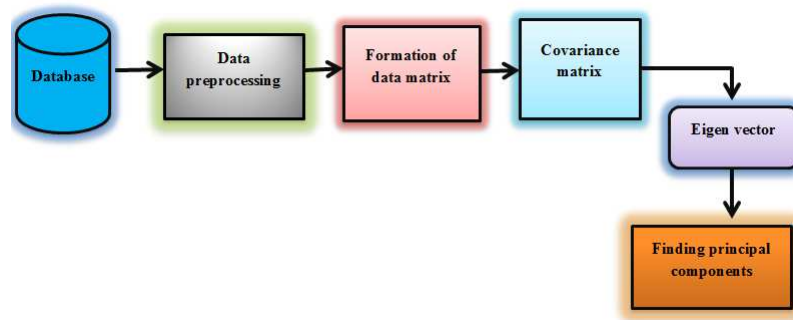 Database
Data
preprocessing
Formation of
data matrix
Covariance
matrix
Eigen vector
Finding principal
components